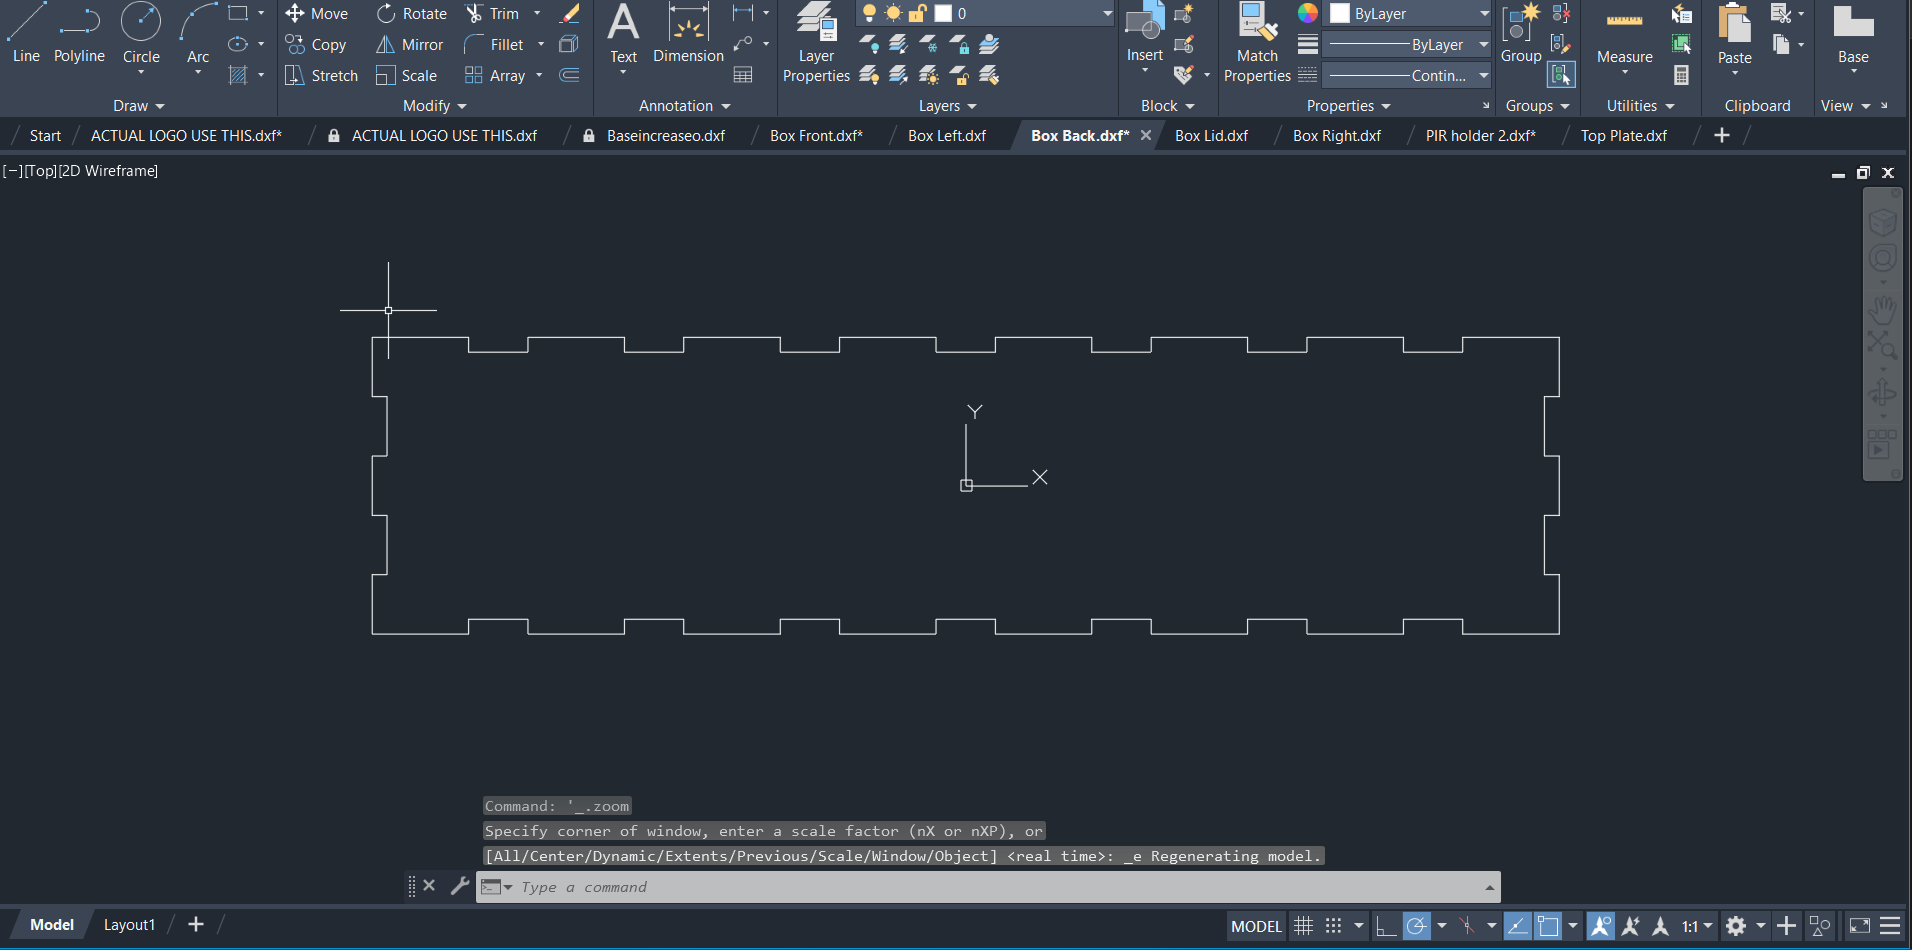 Line Polyline Circle Arc
Move Rotate Trim
Copy Mirror Fillet
Stretch Scale Array
Text Dimension
Layer Properties
0
Insert
Match Properties
ByLayer
ByLayer
Contin...
Group
Measure
Paste
Base
Draw Modify Annotation Layers Block Properties Groups Utilities Clipboard View
Start ACTUAL LOGO USE THIS.dxf* ACTUAL LOGO USE THIS.dxf Baseincreaseo.dxf Box Front.dxf* Box Left.dxf Box Back.dxf* Box Lid.dxf Box Right.dxf PIR holder 2.dxf* Top Plate.dxf
[−][Top][2D Wireframe]
Y
X
Command: '_.zoom
Specify corner of window, enter a scale factor (nX or nXP), or
[All/Center/Dynamic/Extents/Previous/Scale/Window/Object] <real time>: _e Regenerating model.
Type a command
Model Layout1
MODEL 1:1